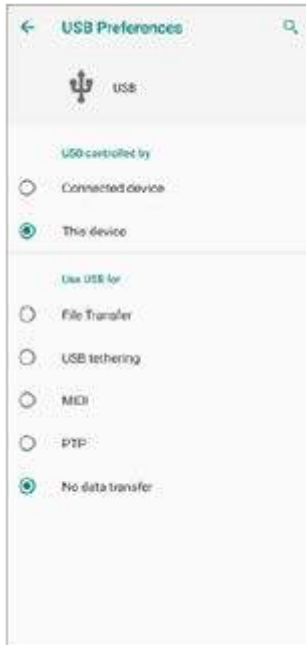 USB Preferences
USB
USB controlled by
Connected device
This device
Use USB for
File Transfer
USB tethering
MIDI
PTP
No data transfer